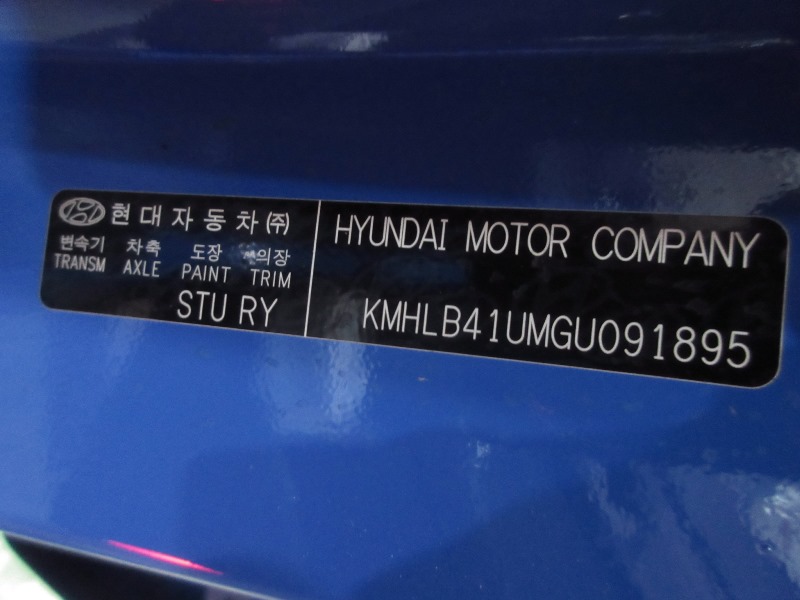 현대자동차(주)
변속기 차축 도장 의장
TRANSM AXLE PAINT TRIM
STU RY
HYUNDAI MOTOR COMPANY
KMHLB41UMGU091895